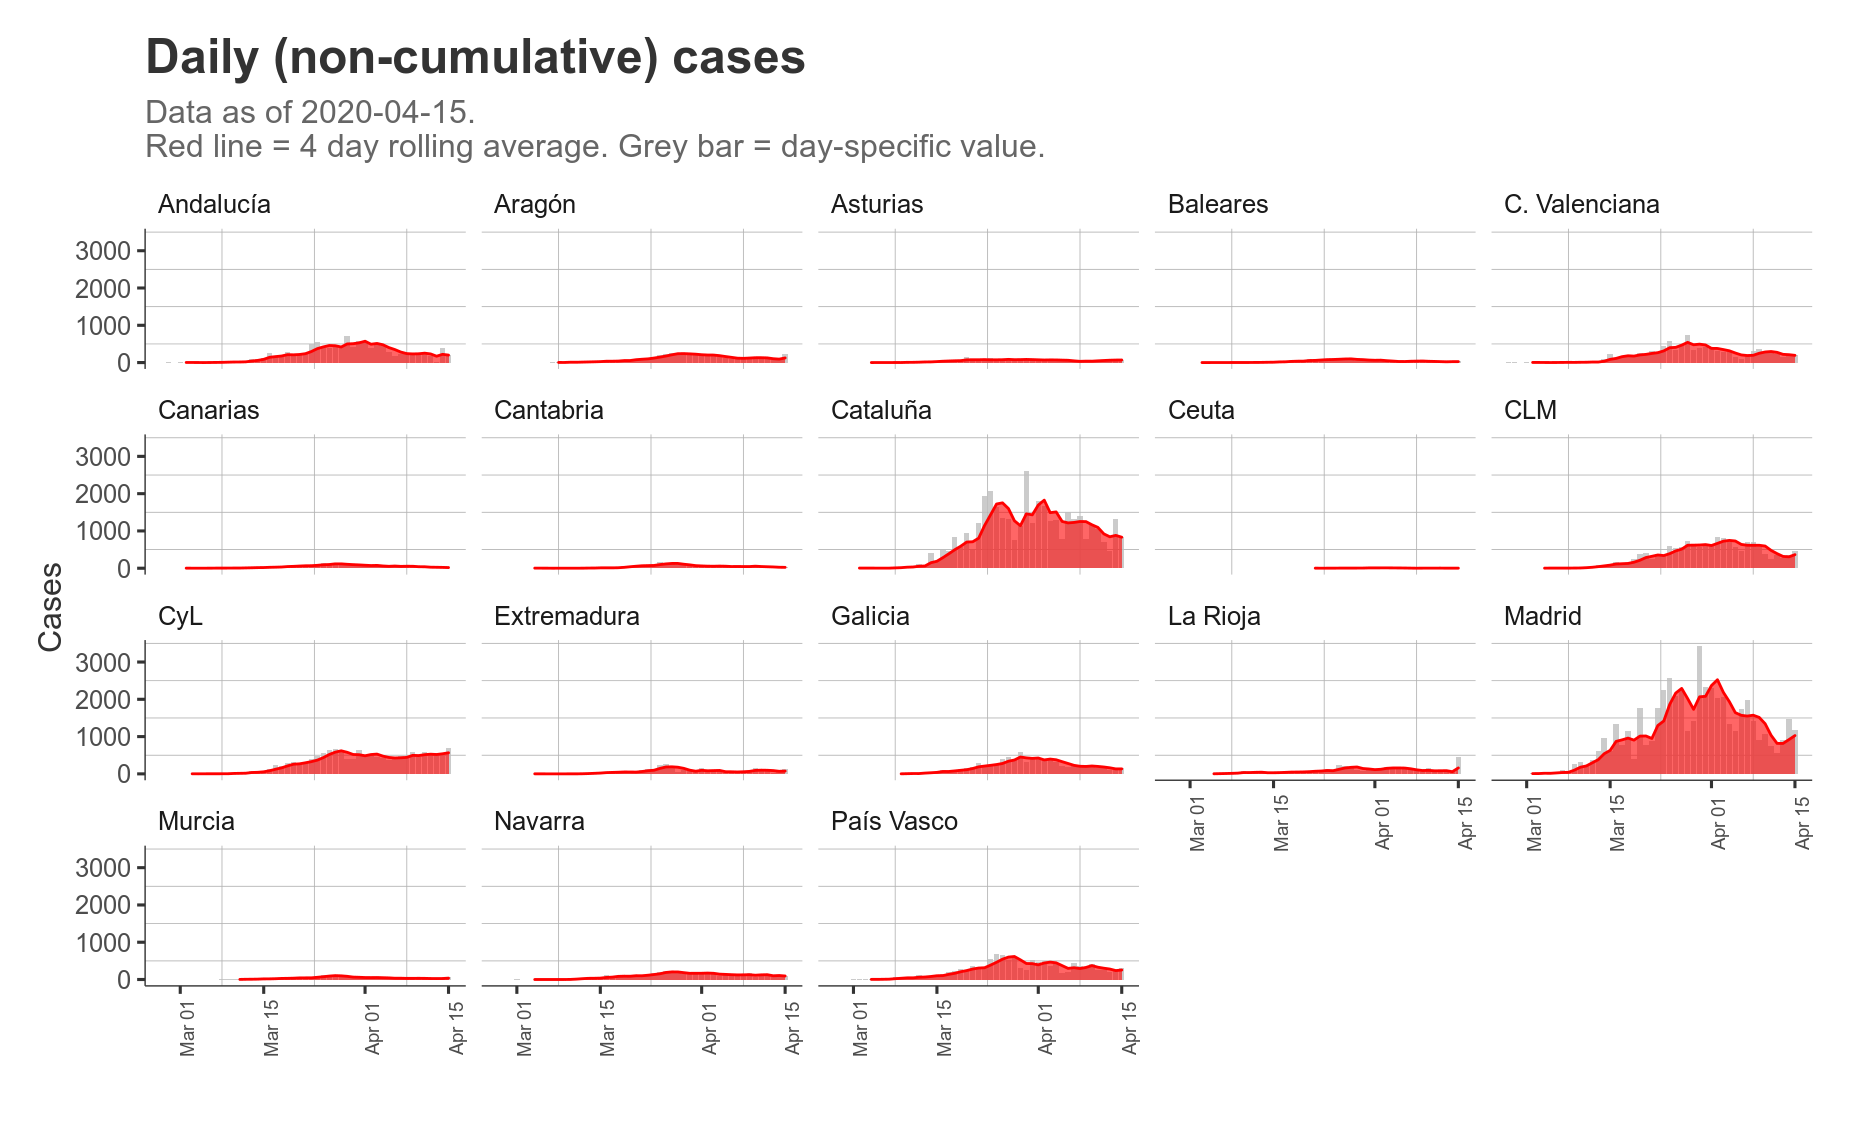 Daily (non-cumulative) cases
Data as of 2020-04-15.
Red line = 4 day rolling average. Grey bar = day-specific value.
Andalucía
Aragón
Asturias
Baleares
C. Valenciana
3000
2000
1000
0
Canarias
Cantabria
Cataluña
Ceuta
CLM
3000
2000
1000
0
Cases
CyL
Extremadura
Galicia
La Rioja
Madrid
3000
2000
1000
0
Mar 01
Mar 15
Apr 01
Apr 15
Mar 01
Mar 15
Apr 01
Apr 15
Murcia
Navarra
País Vasco
3000
2000
1000
0
Mar 01
Mar 15
Apr 01
Apr 15
Mar 01
Mar 15
Apr 01
Apr 15
Mar 01
Mar 15
Apr 01
Apr 15